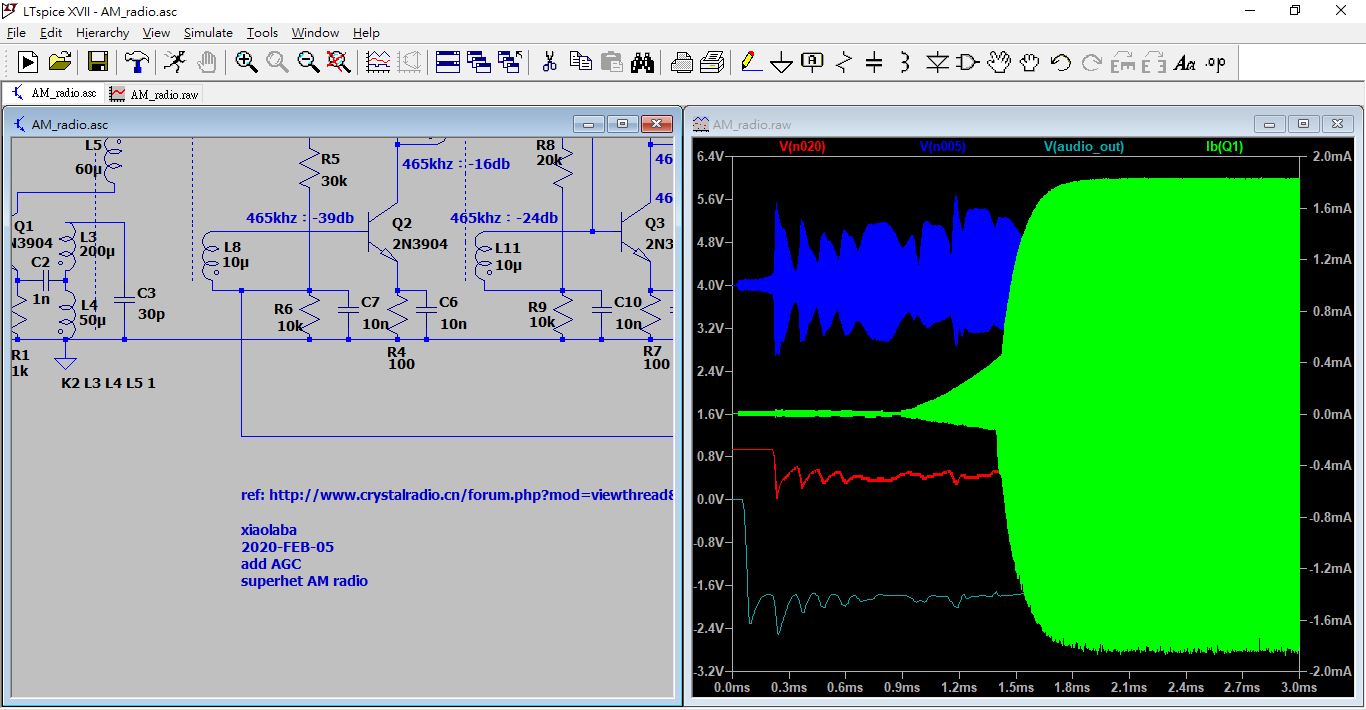 LTspice XVII - AM_radio.asc
File Edit Hierarchy View Simulate Tools Window Help
.op
AM_radio.asc
AM_radio.raw
AM_radio.asc
L5
60µ
R5
30k
465khz：-16db
R8
20k
46
46
Q1
N3904
L3
200µ
C2
1n
L4
50µ
C3
30p
R1
1k
K2 L3 L4 L5 1
465khz：-39db
L8
10µ
Q2
2N3904
R6
10k
C7
10n
C6
10n
R4
100
465khz：-24db
L11
10µ
Q3
2N3
R9
10k
C10
10n
R7
100
ref: http://www.crystalradio.cn/forum.php?mod=viewthread&
xiaolaba
2020-FEB-05
add AGC
superhet AM radio
AM_radio.raw
V(n020) V(n005) V(audio_out) Ib(Q1)
6.4V
5.6V
4.8V
4.0V
3.2V
2.4V
1.6V
0.8V
0.0V
-0.8V
-1.6V
-2.4V
-3.2V
2.0mA
1.6mA
1.2mA
0.8mA
0.4mA
0.0mA
-0.4mA
-0.8mA
-1.2mA
-1.6mA
-2.0mA
0.0ms 0.3ms 0.6ms 0.9ms 1.2ms 1.5ms 1.8ms 2.1ms 2.4ms 2.7ms 3.0ms